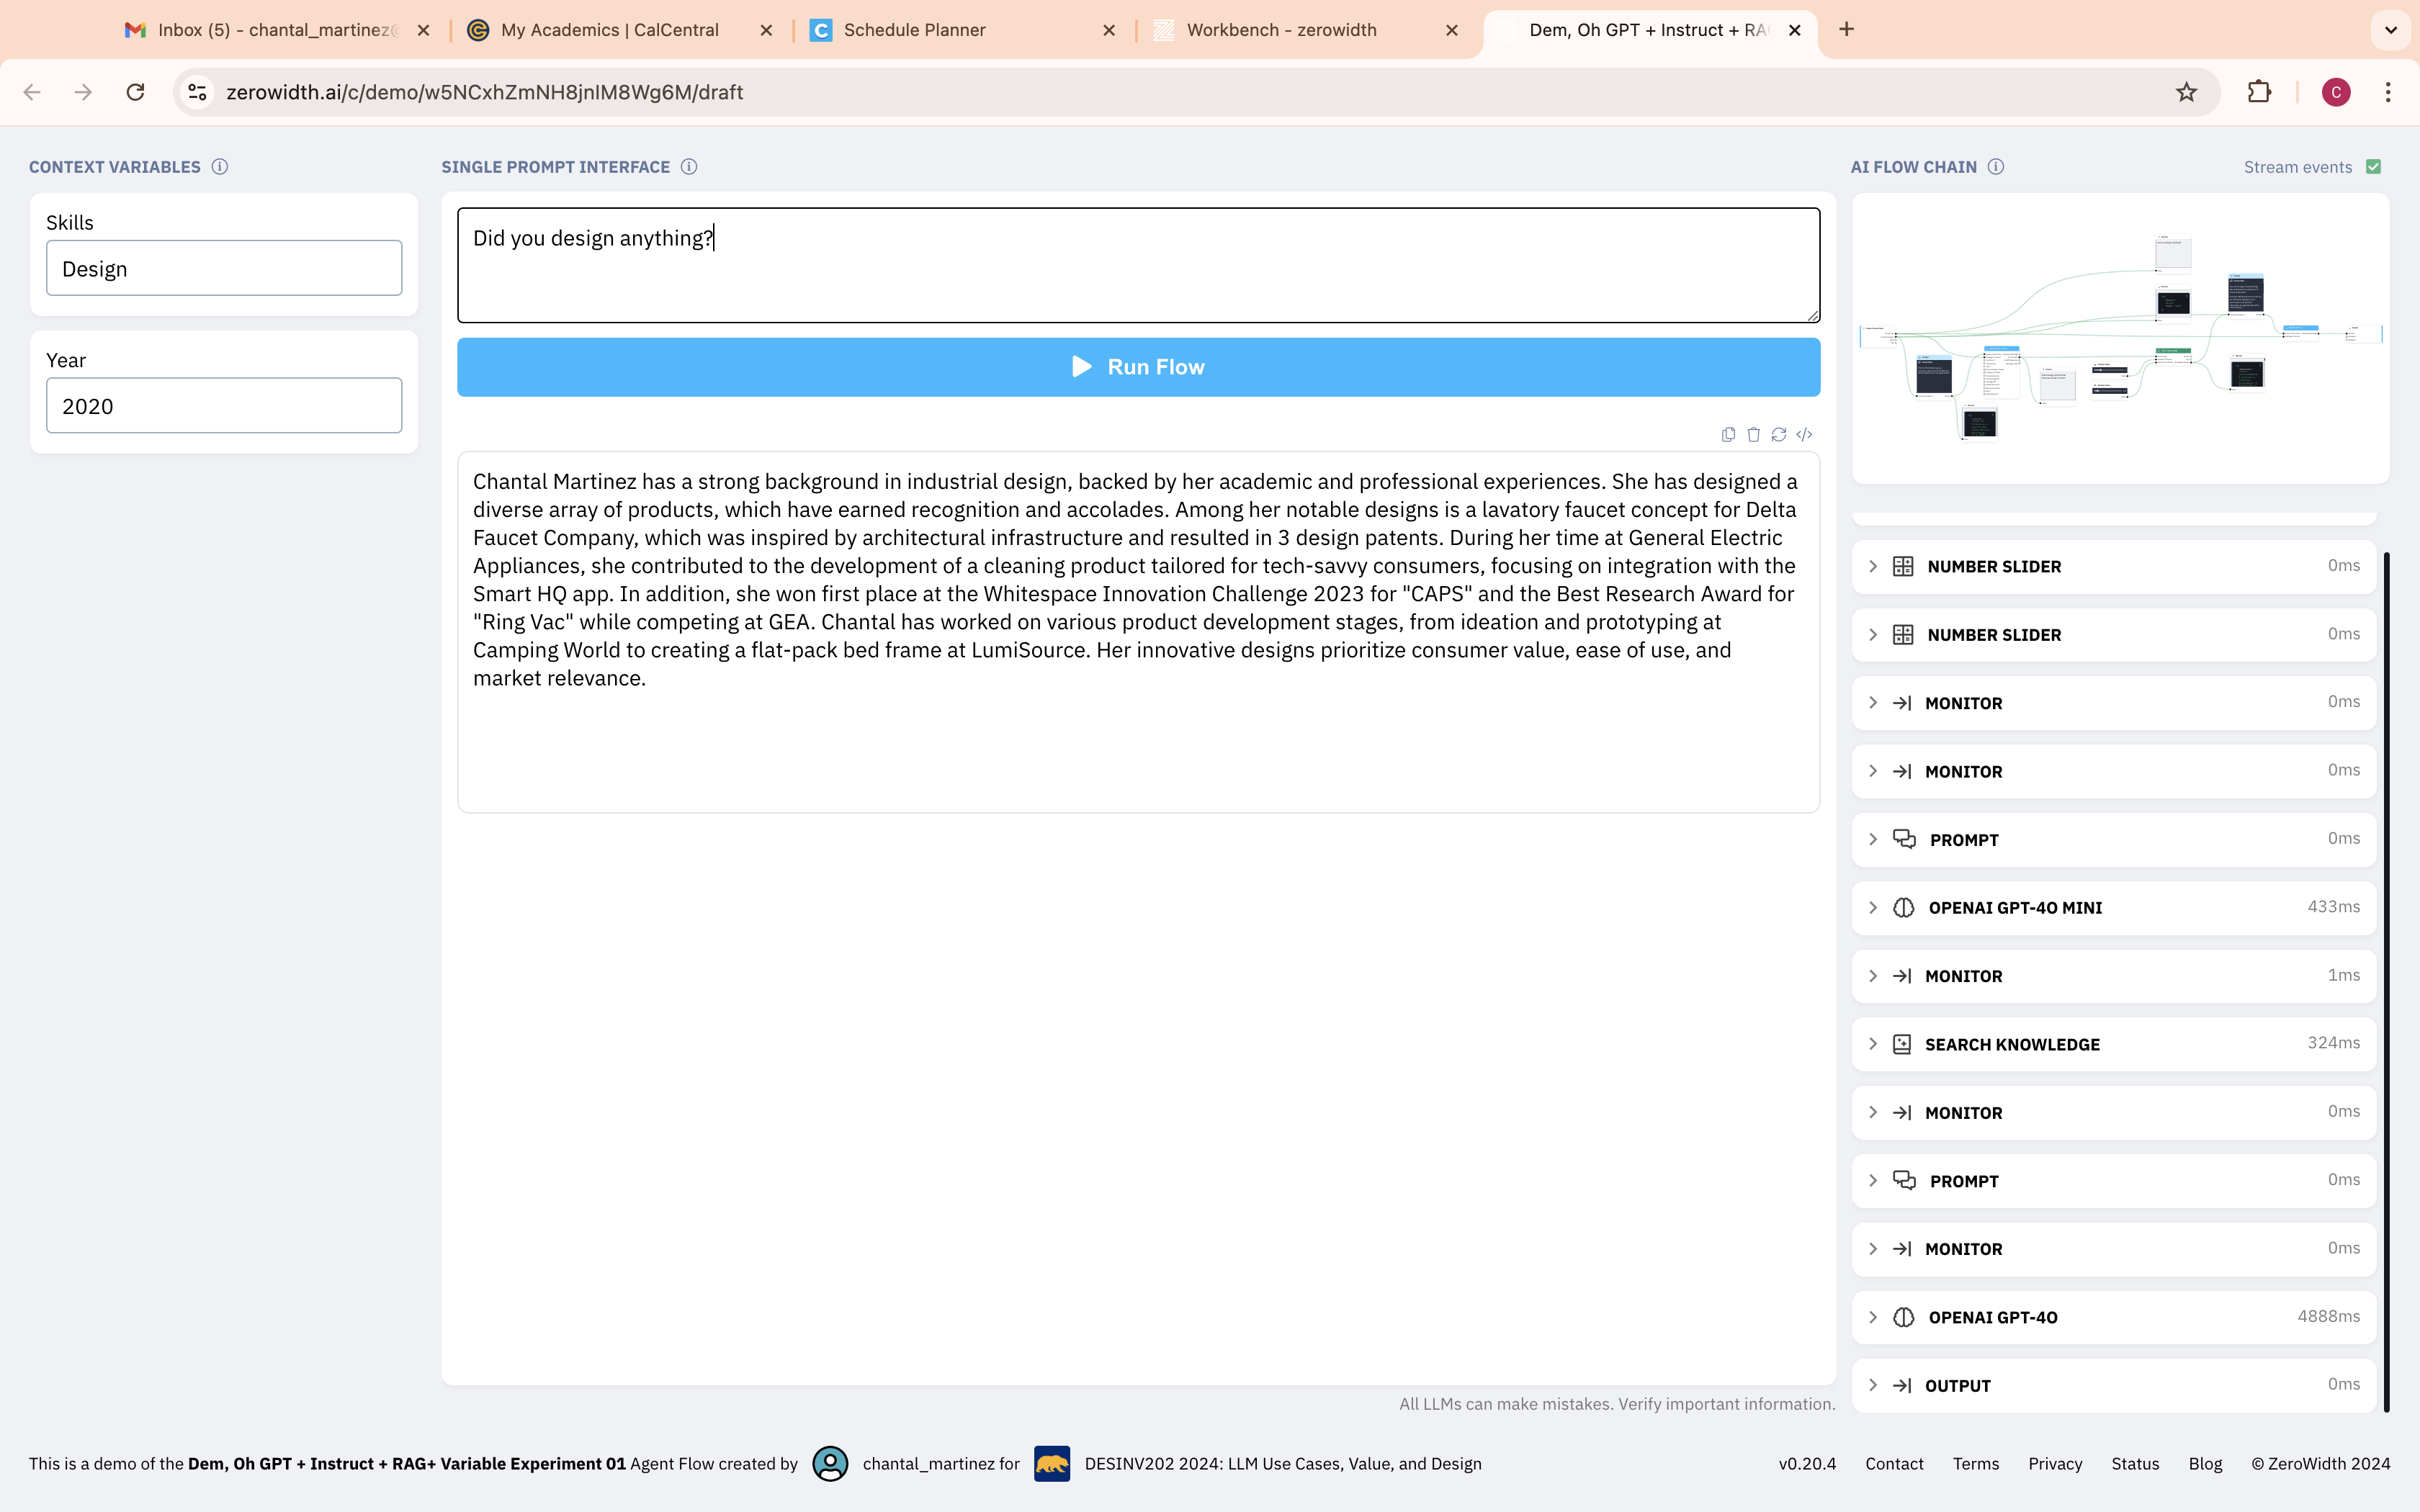 Inbox (5) - chantal_martinez@
My Academics | CalCentral
Schedule Planner
Workbench - zerowidth
Dem, Oh GPT + Instruct + RAG
zerowidth.ai/c/demo/w5NCxhZmNH8jnlM8Wg6M/draft
C
CONTEXT VARIABLES
Skills
Design
Year
2020
SINGLE PROMPT INTERFACE
Did you design anything?
Run Flow
Chantal Martinez has a strong background in industrial design, backed by her academic and professional experiences. She has designed a
diverse array of products, which have earned recognition and accolades. Among her notable designs is a lavatory faucet concept for Delta
Faucet Company, which was inspired by architectural infrastructure and resulted in 3 design patents. During her time at General Electric
Appliances, she contributed to the development of a cleaning product tailored for tech-savvy consumers, focusing on integration with the
Smart HQ app. In addition, she won first place at the Whitespace Innovation Challenge 2023 for "CAPS" and the Best Research Award for
"Ring Vac" while competing at GEA. Chantal has worked on various product development stages, from ideation and prototyping at
Camping World to creating a flat-pack bed frame at LumiSource. Her innovative designs prioritize consumer value, ease of use, and
market relevance.
All LLMs can make mistakes. Verify important information.
AI FLOW CHAIN
Stream events
NUMBER SLIDER 0ms
NUMBER SLIDER 0ms
MONITOR 0ms
MONITOR 0ms
PROMPT 0ms
OPENAI GPT-4O MINI 433ms
MONITOR 1ms
SEARCH KNOWLEDGE 324ms
MONITOR 0ms
PROMPT 0ms
MONITOR 0ms
OPENAI GPT-4O 4888ms
OUTPUT 0ms
This is a demo of the Dem, Oh GPT + Instruct + RAG+ Variable Experiment 01 Agent Flow created by chantal_martinez for DESINV202 2024: LLM Use Cases, Value, and Design
v0.20.4 Contact Terms Privacy Status Blog © ZeroWidth 2024